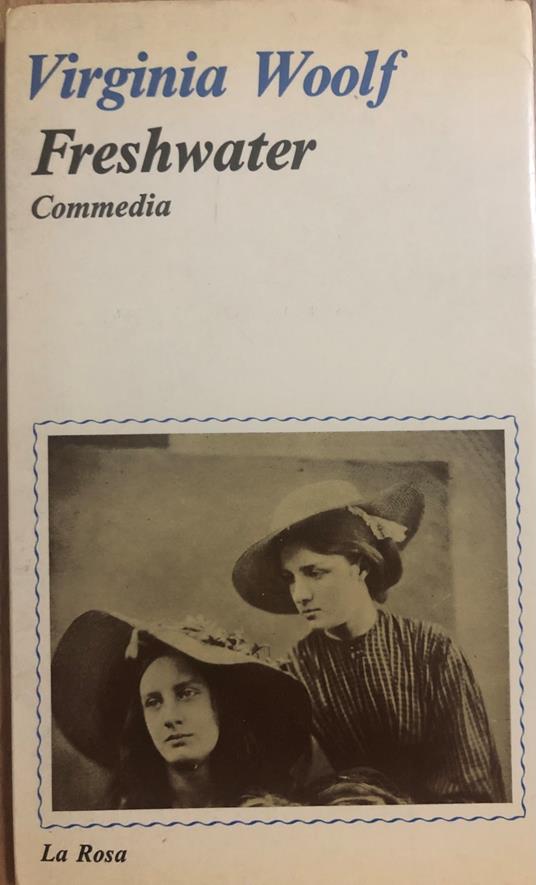 Virginia Woolf
Freshwater
Commedia
La Rosa